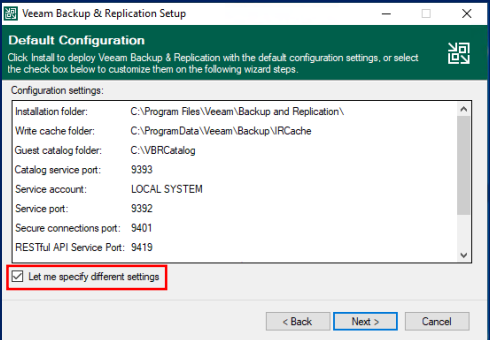 Veeam Backup & Replication Setup
Default Configuration
Click Install to deploy Veeam Backup & Replication with the default configuration settings, or select
the check box below to customize them on the following wizard steps.
Configuration settings:
Installation folder: C:\Program Files\Veeam\Backup and Replication\
Write cache folder: C:\ProgramData\Veeam\Backup\IRCache
Guest catalog folder: C:\VBRCatalog
Catalog service port: 9393
Service account: LOCAL SYSTEM
Service port: 9392
Secure connections port: 9401
RESTful API Service Port: 9419
Let me specify different settings
< Back Next > Cancel